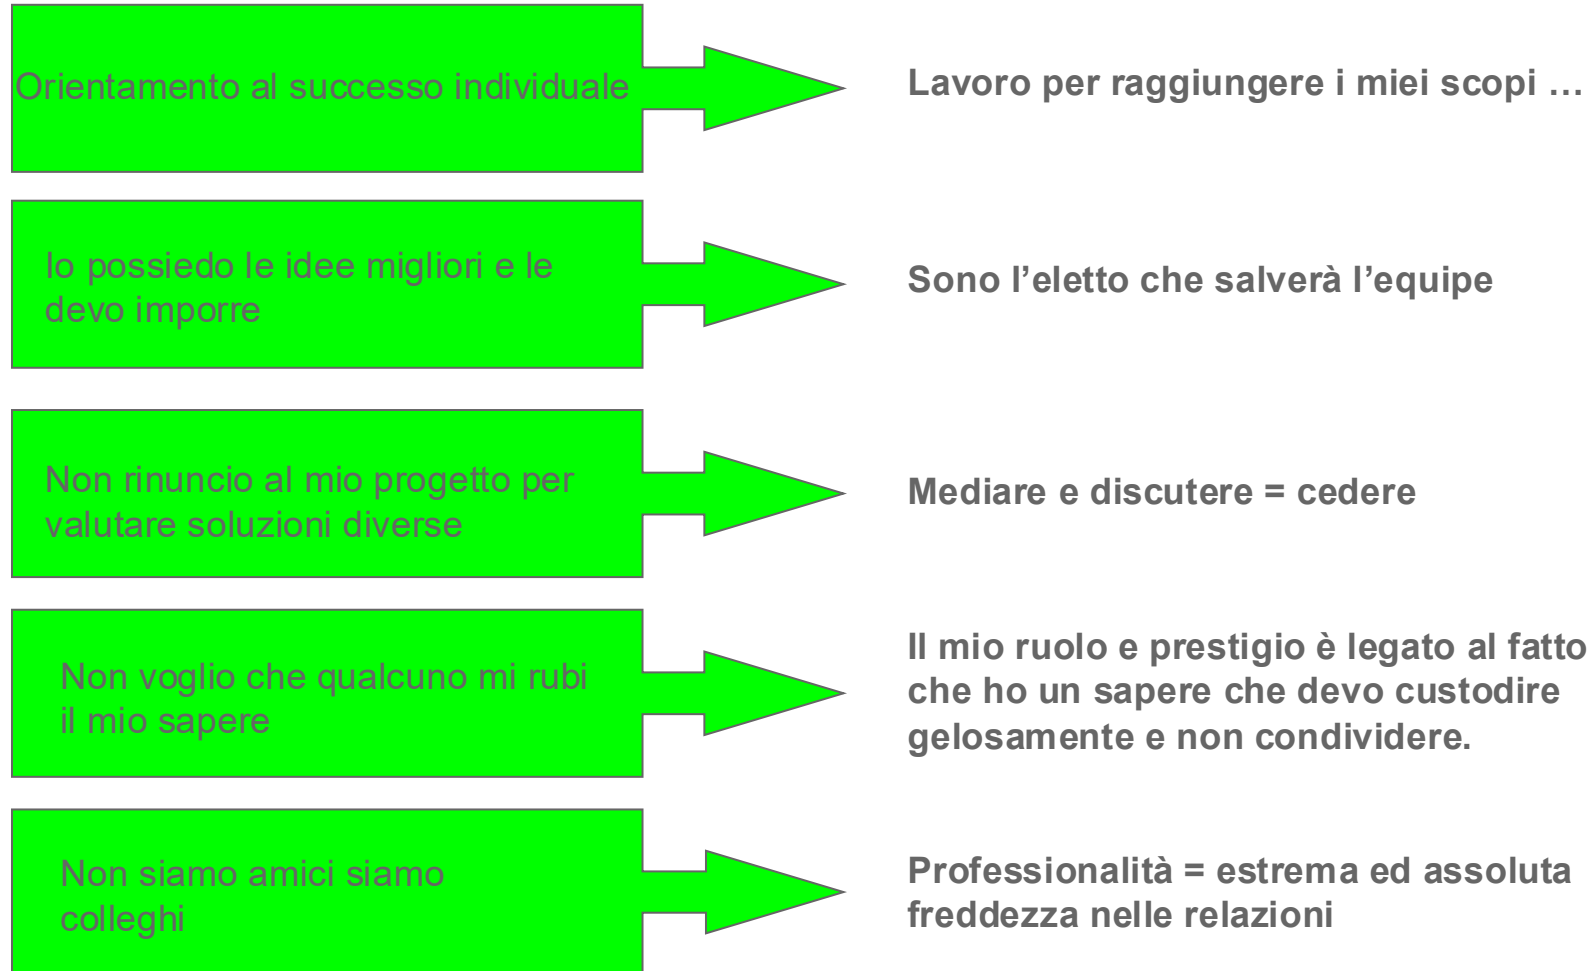 Orientamento al successo individuale
Lavoro per raggiungere i miei scopi …
Io possiedo le idee migliori e le
devo imporre
Sono l’eletto che salverà l’equipe
Non rinuncio al mio progetto per
valutare soluzioni diverse
Mediare e discutere = cedere
Non voglio che qualcuno mi rubi
il mio sapere
Il mio ruolo e prestigio è legato al fatto
che ho un sapere che devo custodire
gelosamente e non condividere.
Non siamo amici siamo
colleghi
Professionalità = estrema ed assoluta
freddezza nelle relazioni